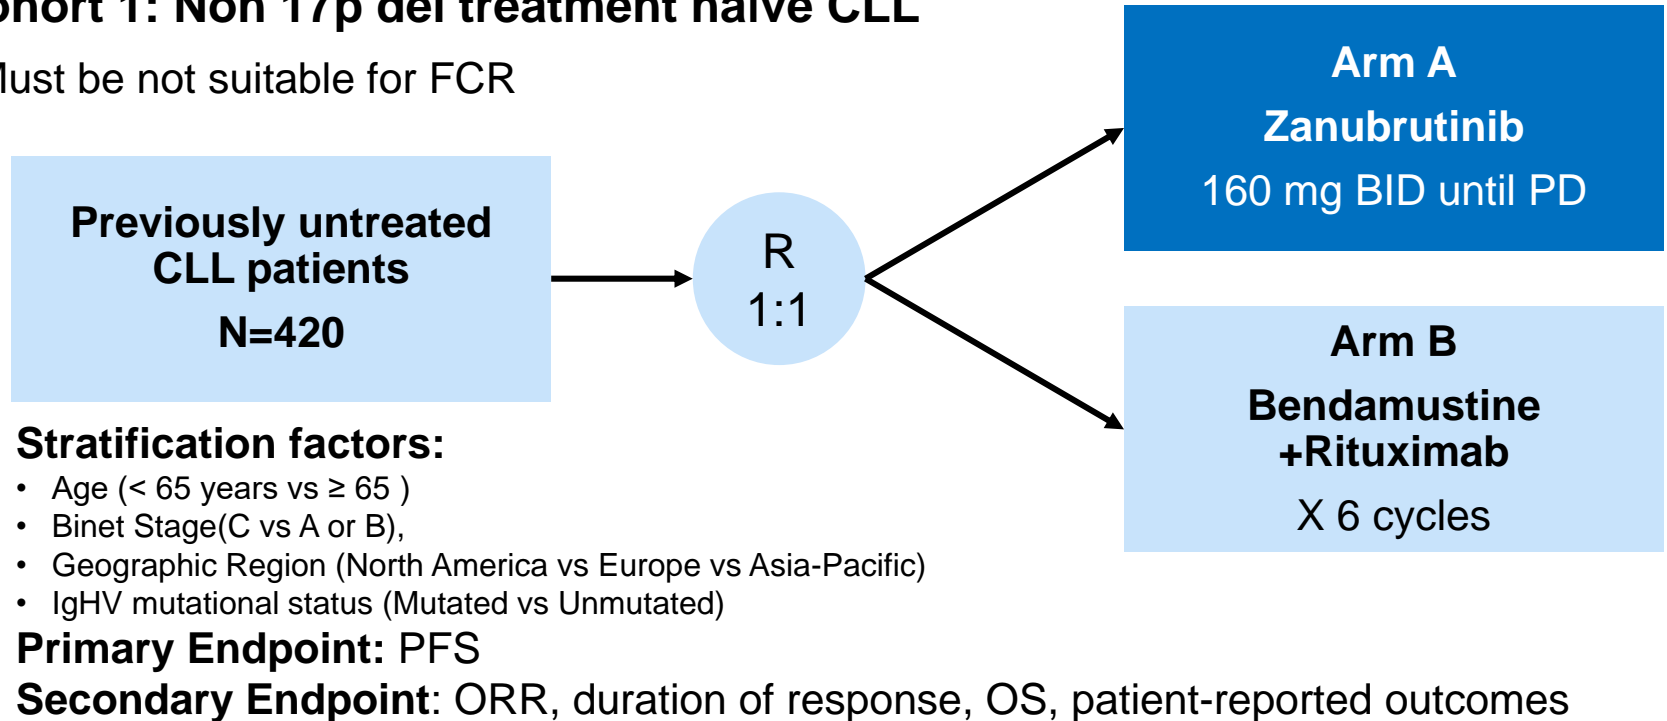 ohort 1: Non 17p del treatment naïve CLL
Must be not suitable for FCR
Previously untreated
CLL patients
N=420
R
1:1
Arm A
Zanubrutinib
160 mg BID until PD
Arm B
Bendamustine
+Rituximab
X 6 cycles
Stratification factors:
• Age (< 65 years vs ≥ 65 )
• Binet Stage(C vs A or B),
• Geographic Region (North America vs Europe vs Asia-Pacific)
• IgHV mutational status (Mutated vs Unmutated)
Primary Endpoint: PFS
Secondary Endpoint: ORR, duration of response, OS, patient-reported outcomes